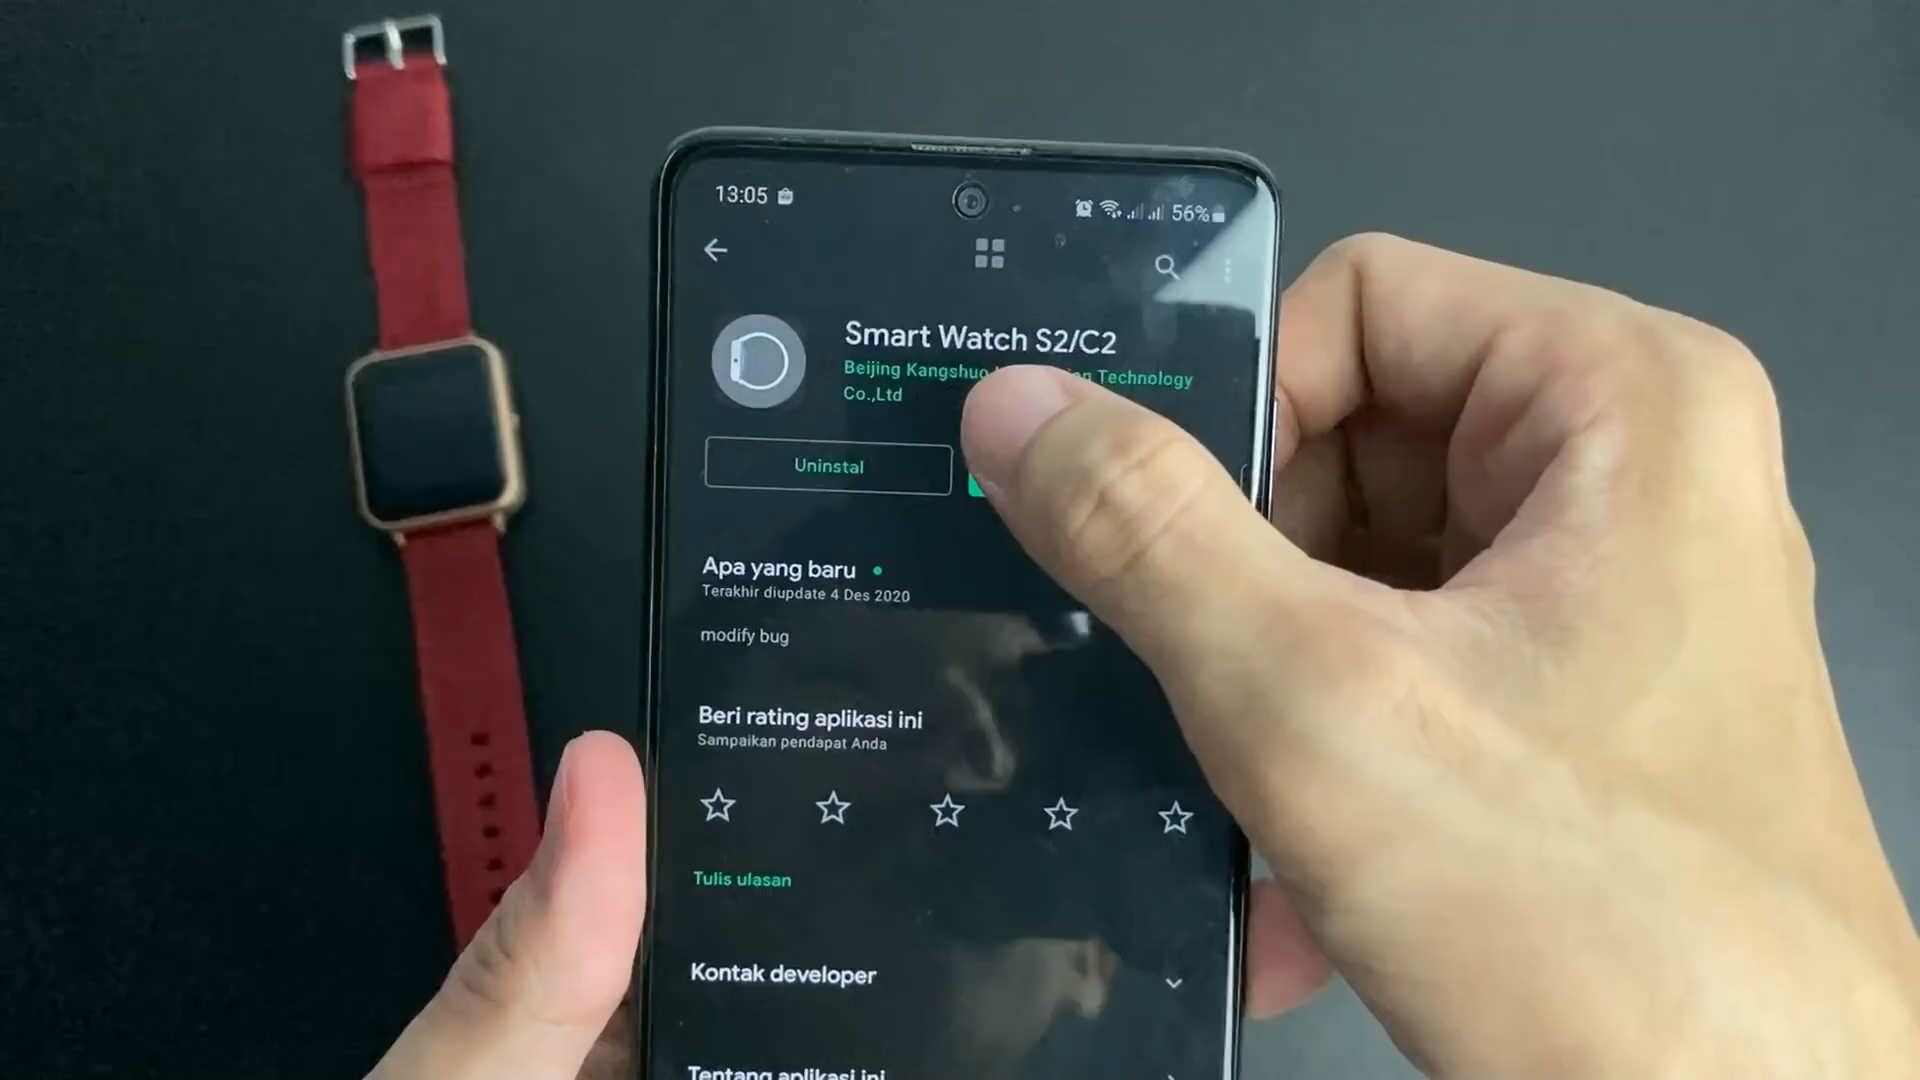 13:05
56%
Smart Watch S2/C2
Beijing Kangshuo Technology
Co.,Ltd
Uninstal
Apa yang baru
Terakhir diupdate 4 Des 2020
modify bug
Beri rating aplikasi ini
Sampaikan pendapat Anda
Tulis ulasan
Kontak developer
Tentang aplikasi ini